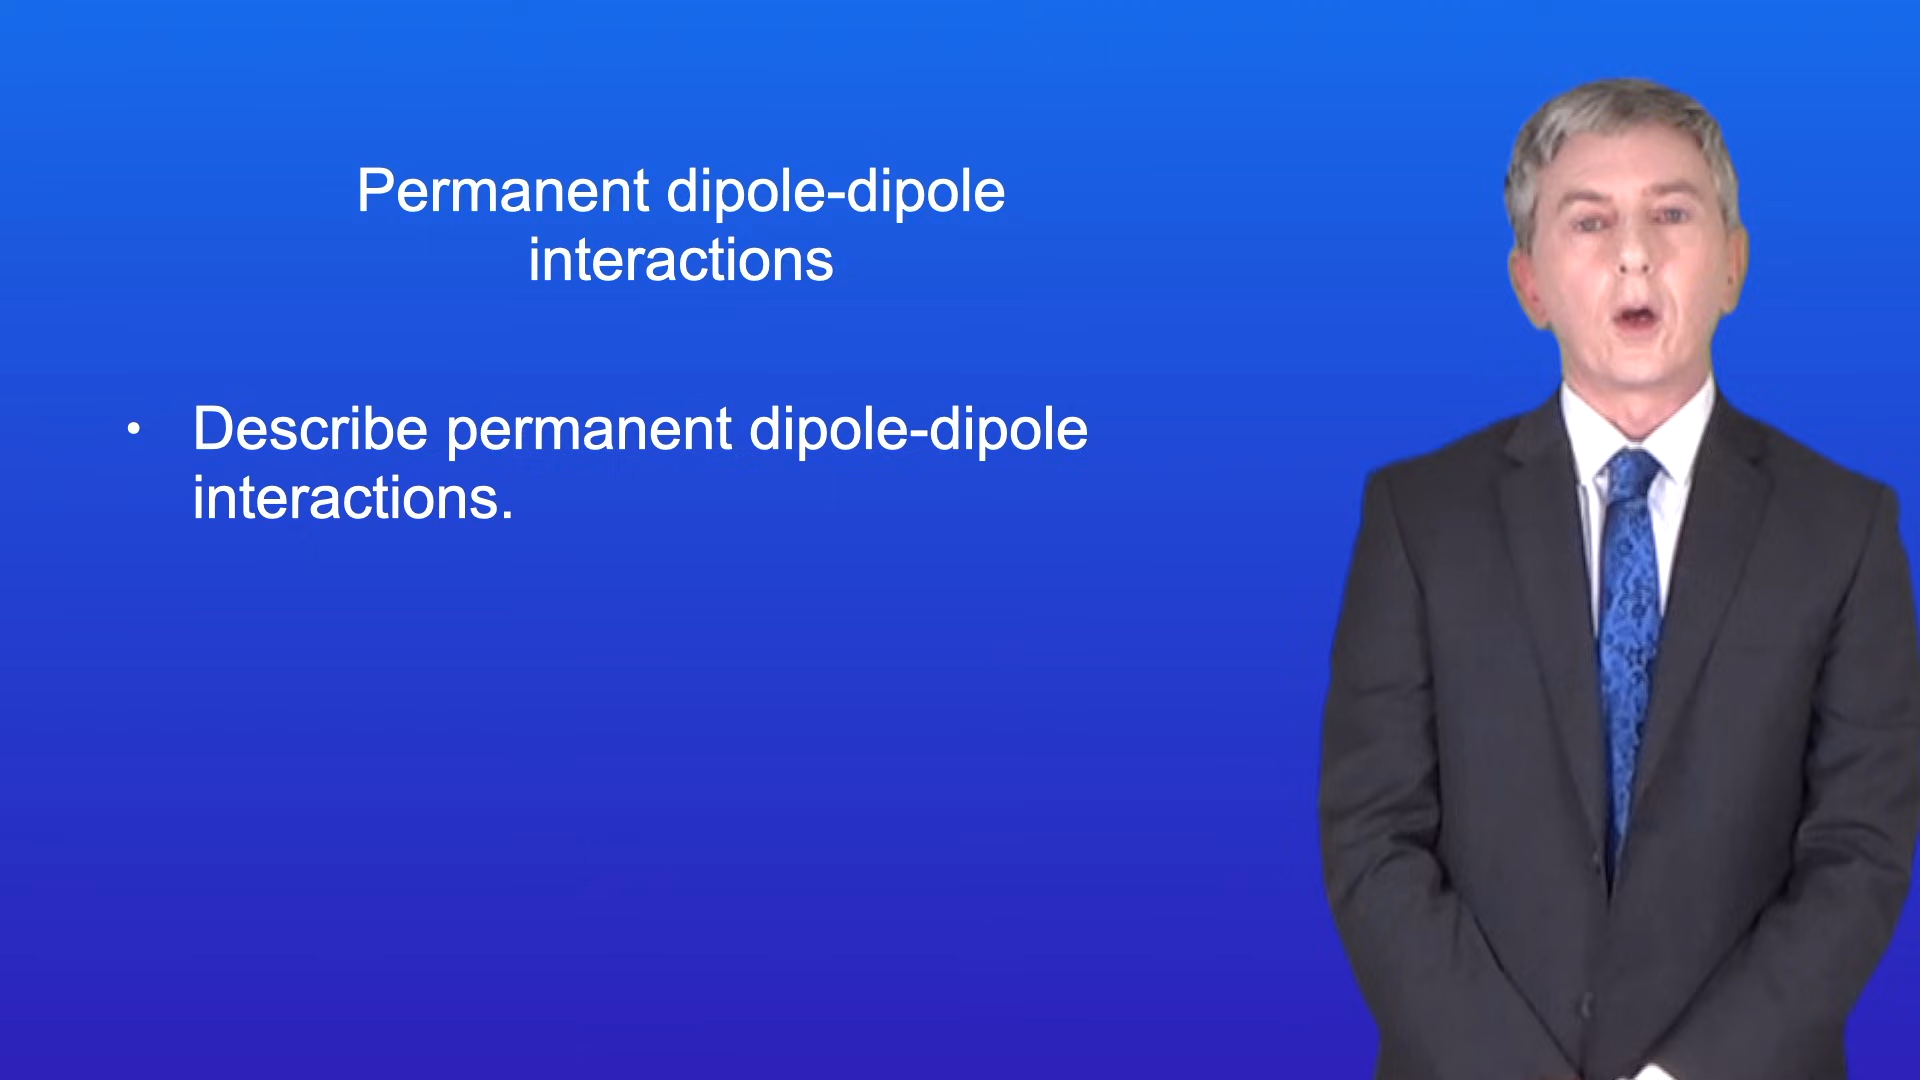 Permanent dipole-dipole
interactions
• Describe permanent dipole-dipole
interactions.